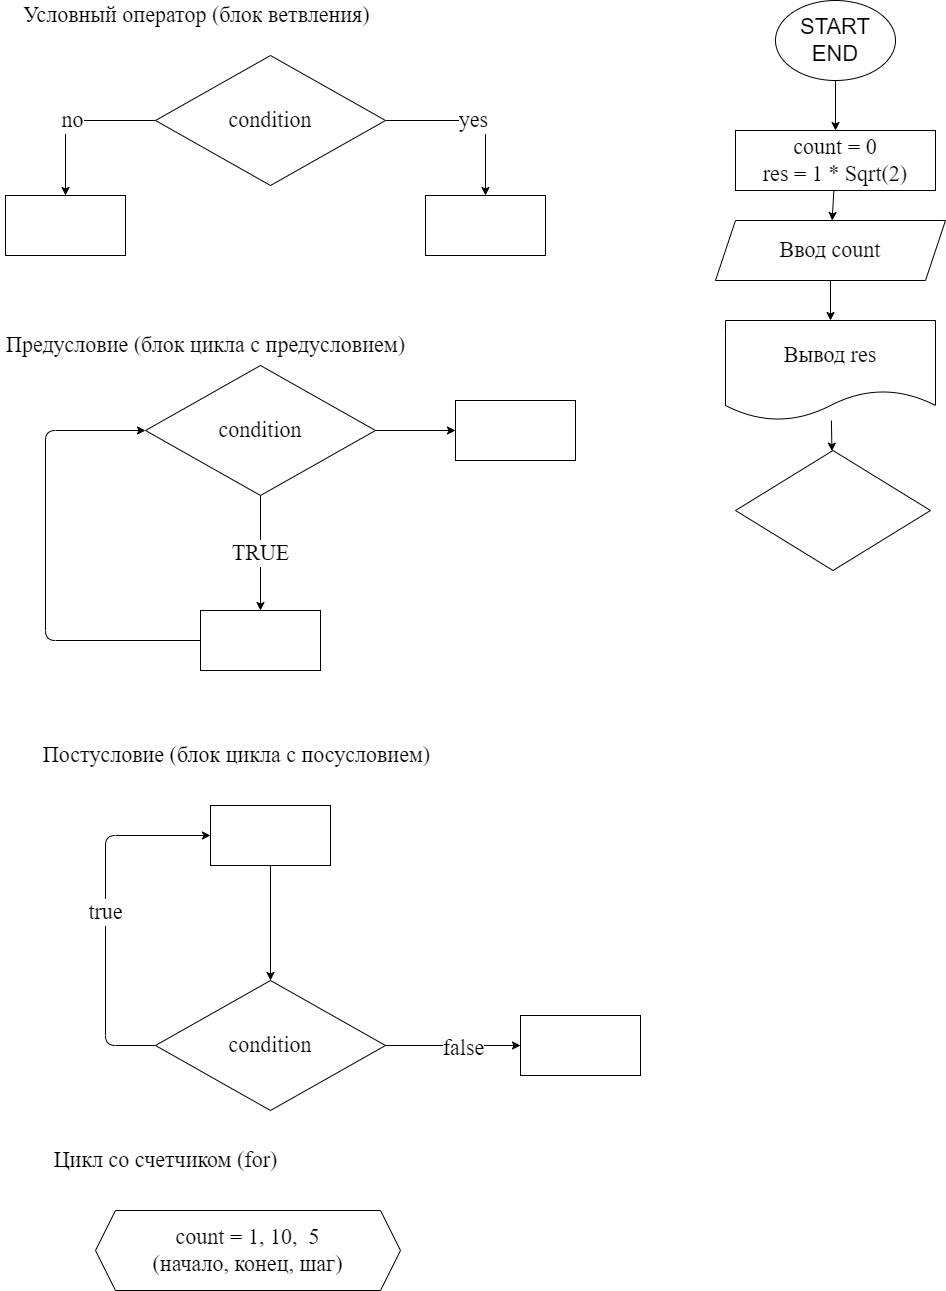 Условный оператор (блок ветвления)
condition
no
yes
Предусловие (блок цикла с предусловием)
condition
TRUE
Постусловие (блок цикла с посусловием)
true
condition
false
Цикл со счетчиком (for)
count = 1, 10,  5
(начало, конец, шаг)
START
END
count = 0
res = 1 * Sqrt(2)
Ввод count
Вывод res